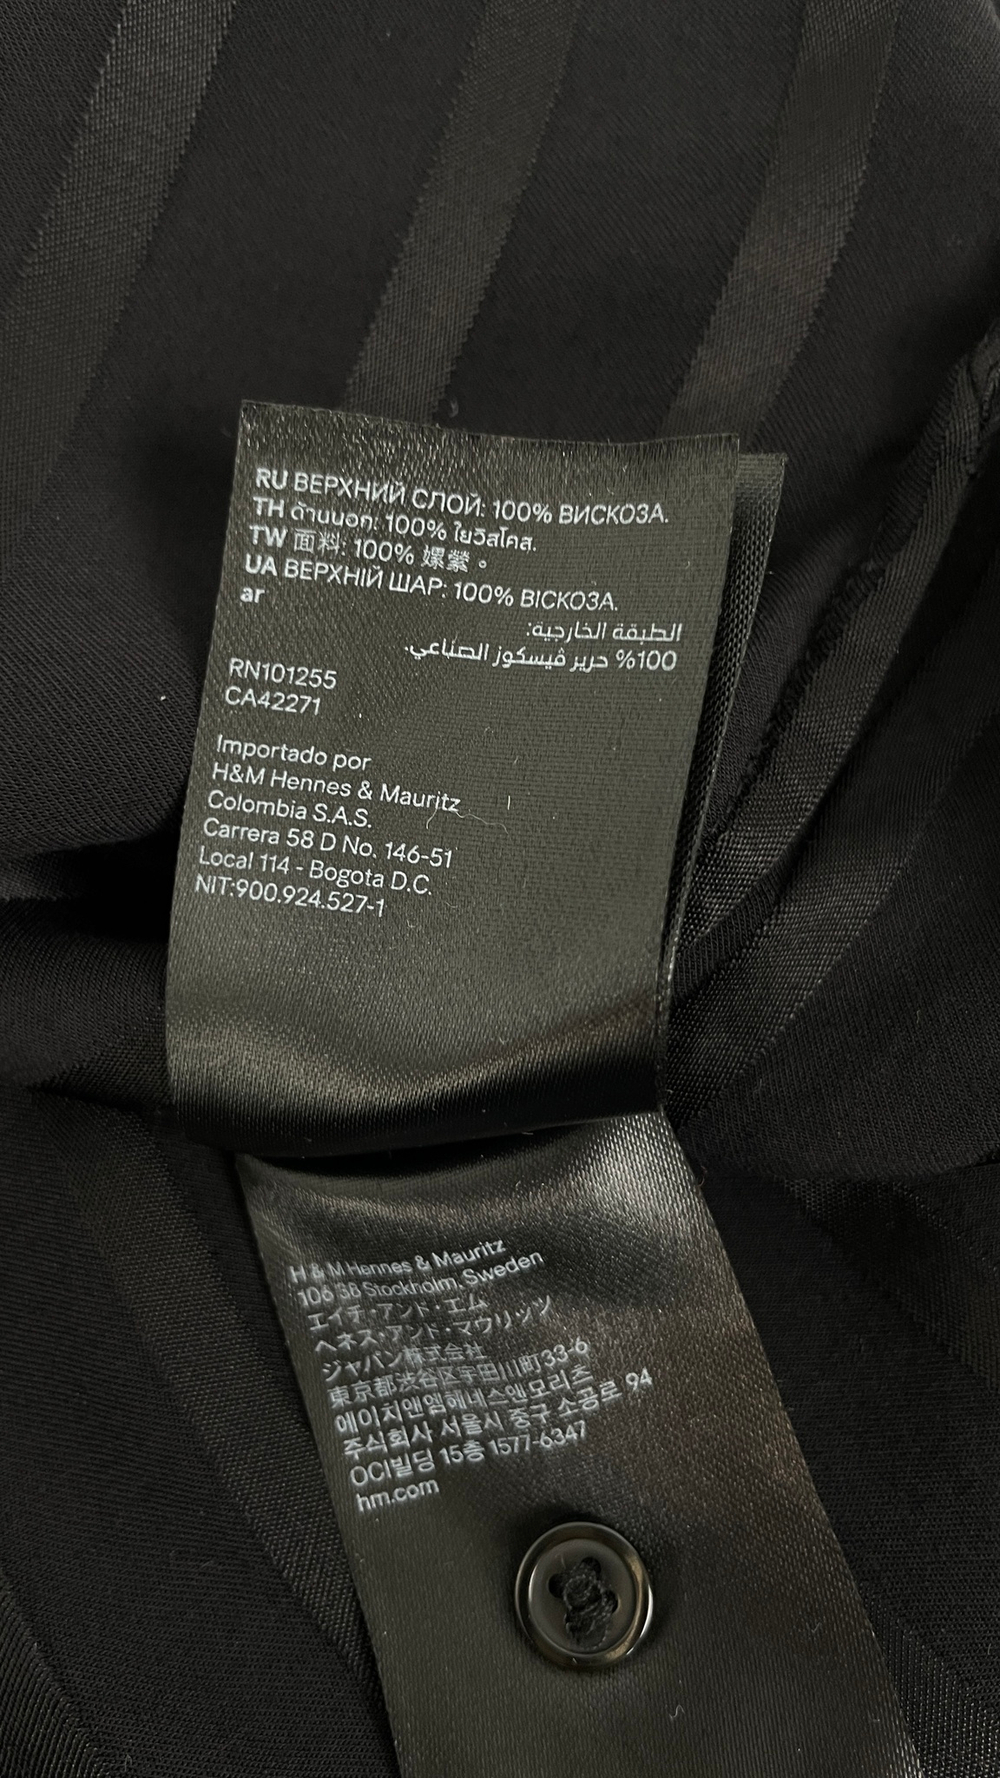 RU ВЕРХНИЙ СЛОЙ: 100% ВИСКОЗА.
TH ด้านนอก: 100% ใยวิสโคส.
TW 面料: 100% 嫘縈。
UA ВЕРХНІЙ ШАР: 100% ВІСКОЗА.
ar
الطبقة الخارجية:
100% حرير ڤيسكوز الصناعي.
RN101255
CA42271
Importado por
H&M Hennes & Mauritz
Colombia S.A.S.
Carrera 58 D No. 146-51
Local 114 - Bogota D.C.
NIT:900.924.527-1
H & M Hennes & Mauritz
106 38 Stockholm, Sweden
エイチ・アンド・エム
ヘネス・アンド・マウリッツ
ジャパン株式会社
東京都渋谷区宇田川町33-6
에이치앤엠헤네스앤모리츠
주식회사 서울시 중구 소공로 94
OCI빌딩 15층 1577-6347
hm.com